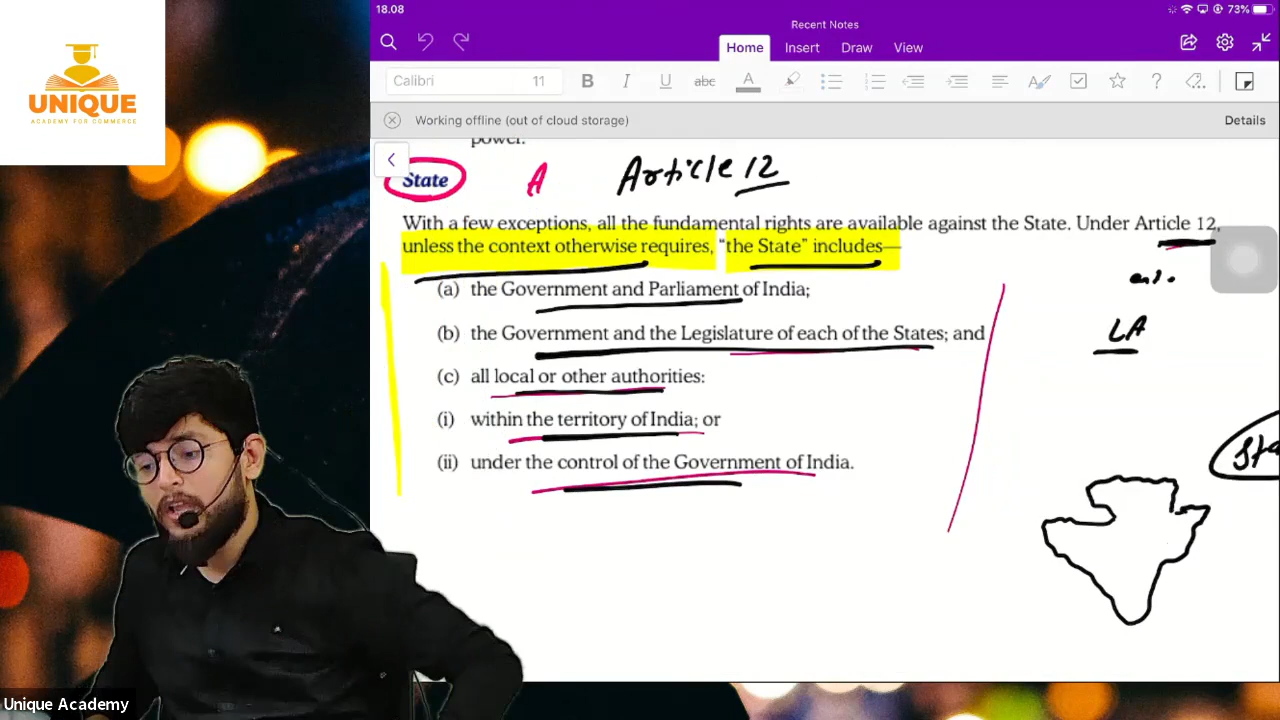 UNIQUE
ACADEMY FOR COMMERCE
18.08
73%
Recent Notes
Home Insert Draw View
Calibri 11 B I U abc A
Working offline (out of cloud storage) Details
power.
State A Article 12
With a few exceptions, all the fundamental rights are available against the State. Under Article 12,
unless the context otherwise requires, “the State” includes—
(a) the Government and Parliament of India;
(b) the Government and the Legislature of each of the States; and
LA
(c) all local or other authorities:
(i) within the territory of India; or
(ii) under the control of the Government of India.
Unique Academy